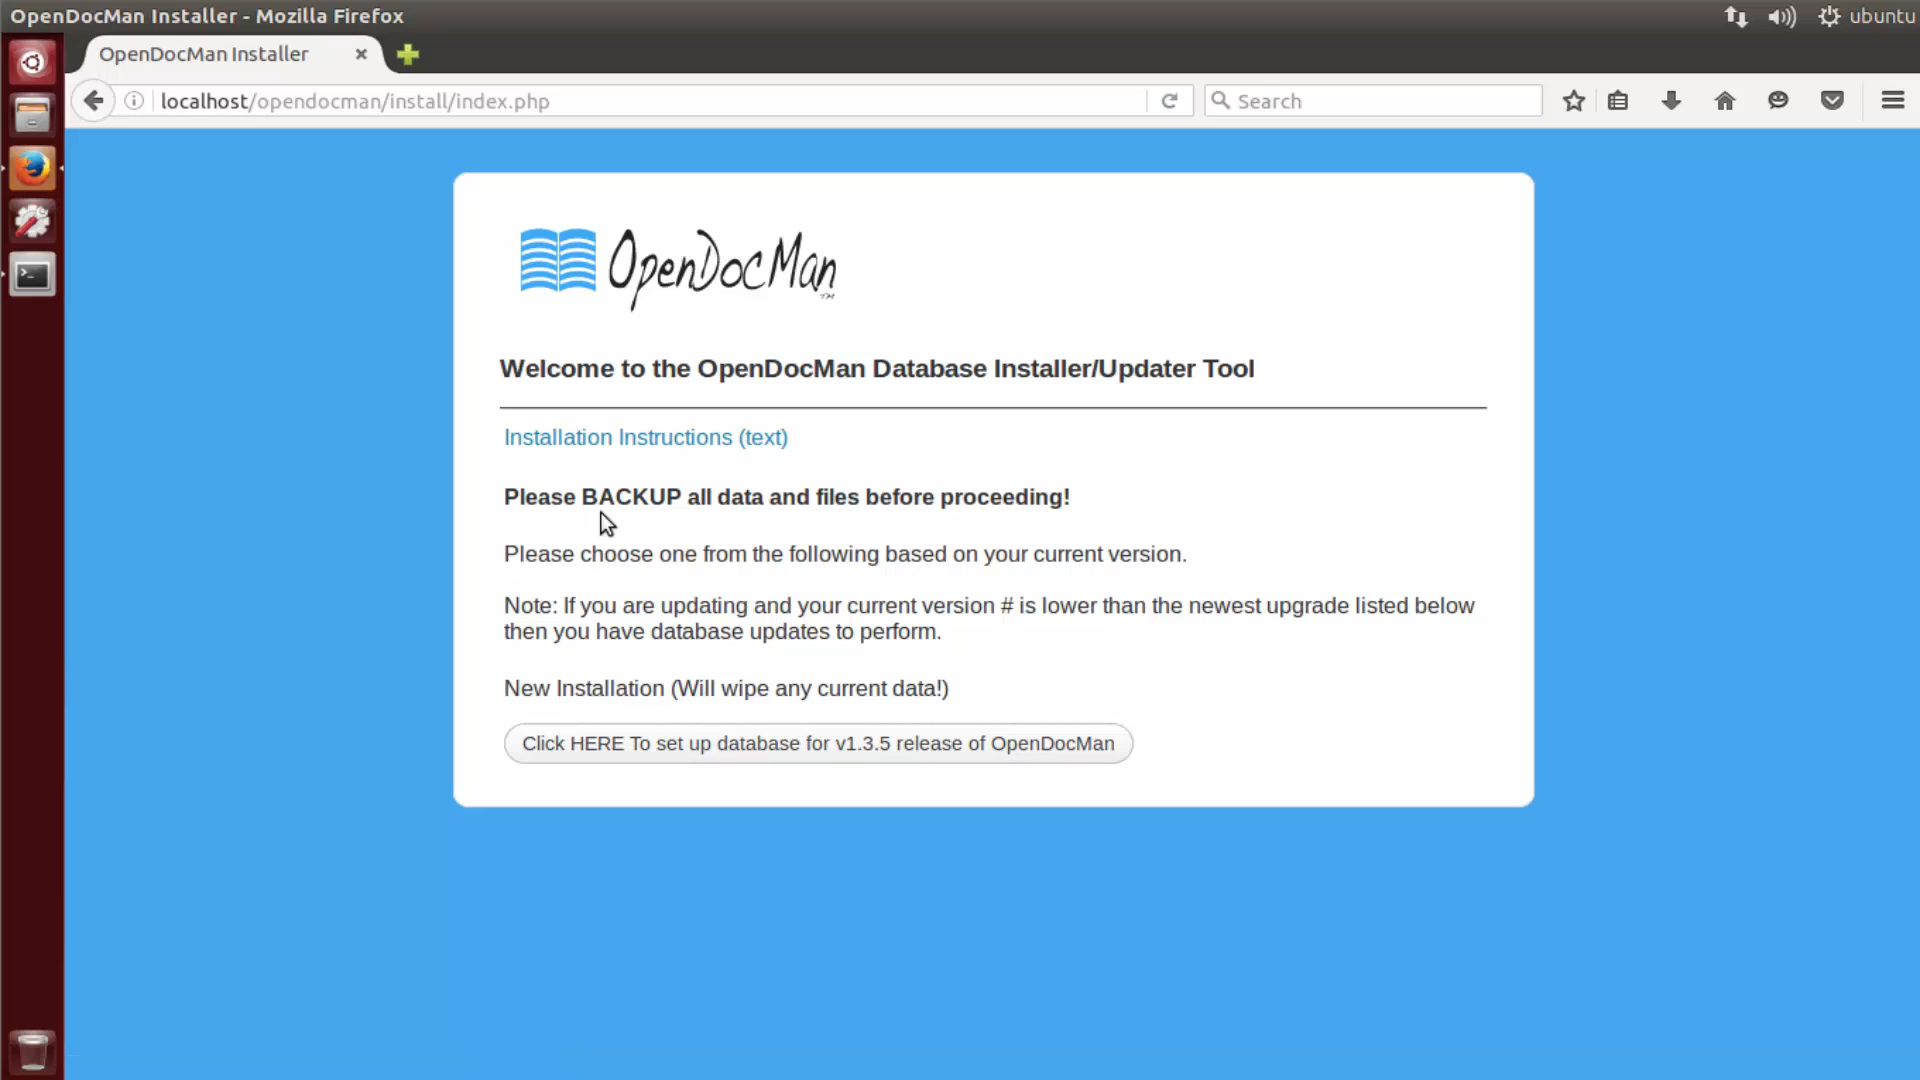 OpenDocMan Installer - Mozilla Firefox
ubuntu
OpenDocMan Installer
localhost/opendocman/install/index.php
Search
OpenDocMan™
Welcome to the OpenDocMan Database Installer/Updater Tool
Installation Instructions (text)
Please BACKUP all data and files before proceeding!
Please choose one from the following based on your current version.
Note: If you are updating and your current version # is lower than the newest upgrade listed below
then you have database updates to perform.
New Installation (Will wipe any current data!)
Click HERE To set up database for v1.3.5 release of OpenDocMan